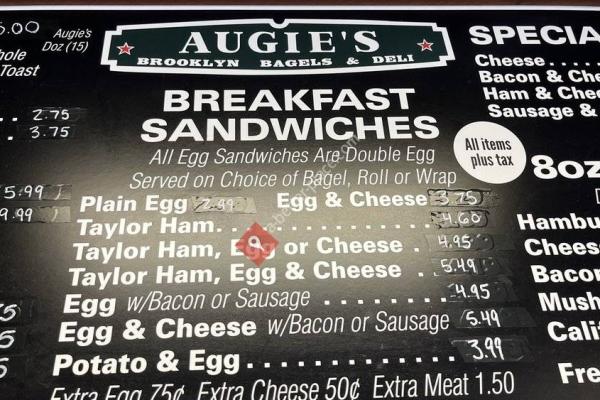 5.00 Augie's
Doz (15)
hole
Toast
2.75
3.75
5.99
9.99
★ AUGIE'S ★
BROOKLYN BAGELS & DELI
BREAKFAST
SANDWICHES
All Egg Sandwiches Are Double Egg
Served on Choice of Bagel, Roll or Wrap
All items
plus tax
Plain Egg 2.99 Egg & Cheese 3.75
Taylor Ham. . . . . . . . . . . . . . 4.60
Taylor Ham, Egg or Cheese . 4.95
Taylor Ham, Egg & Cheese . . 5.49
Egg w/Bacon or Sausage . . . . . . . . 4.95
Egg & Cheese w/Bacon or Sausage 5.49
Potato & Egg . . . . . . . . . . . . . 3.99
Extra Egg 75¢ Extra Cheese 50¢ Extra Meat 1.50
SPECIA
Cheese . . . .
Bacon & Che
Ham & Chee
Sausage &
8oz
Hambu
Chees
Bacon
Mush
Cali
Fre